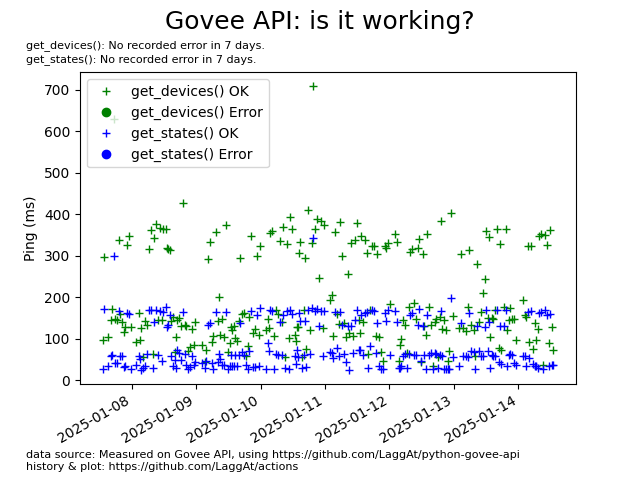 Govee API: is it working?
get_devices(): No recorded error in 7 days.
get_states(): No recorded error in 7 days.
get_devices() OK
get_devices() Error
get_states() OK
get_states() Error
Ping (ms)
700
600
500
400
300
200
100
0
2025-01-08
2025-01-09
2025-01-10
2025-01-11
2025-01-12
2025-01-13
2025-01-14
data source: Measured on Govee API, using https://github.com/LaggAt/python-govee-api
history & plot: https://github.com/LaggAt/actions